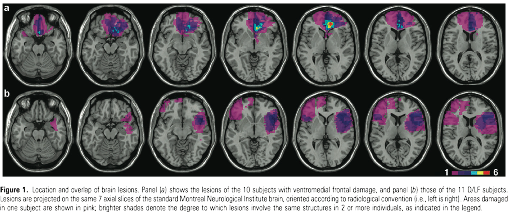 a
b
1 6
Figure 1. Location and overlap of brain lesions. Panel (a) shows the lesions of the 10 subjects with ventromedial frontal damage, and panel (b) those of the 11 D/LF subjects.
Lesions are projected on the same 7 axial slices of the standard Montreal Neurological Institute brain, oriented according to radiological convention (i.e., left is right). Areas damaged
in one subject are shown in pink; brighter shades denote the degree to which lesions involve the same structures in 2 or more individuals, as indicated in the legend.